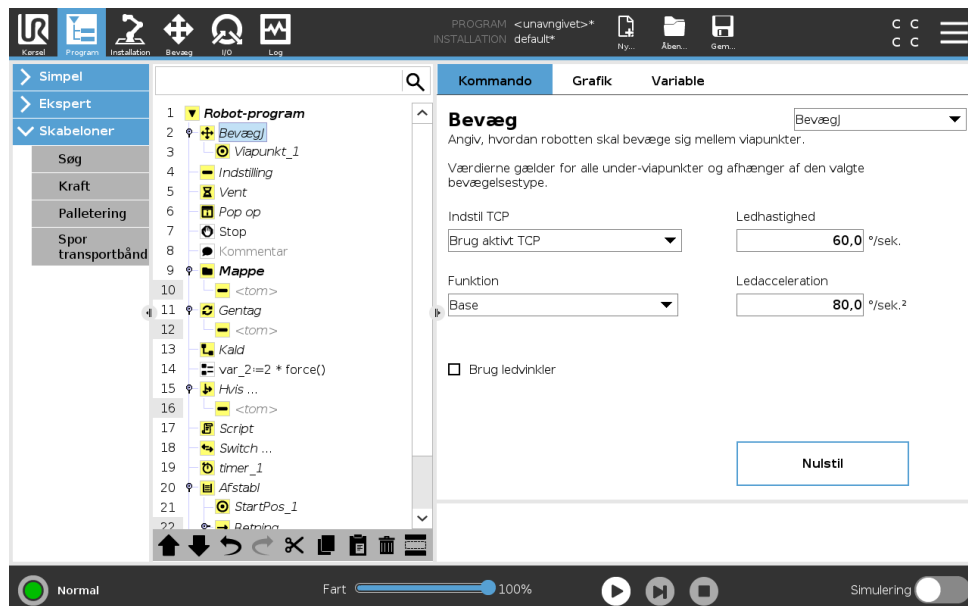 PROGRAM <unavngivet>*
INSTALLATION default*
UR
Kørsel
Program
Installation
Bevæg
I/O
Log
Ny...
Åben...
Gem...
C C
C C
Simpel
Ekspert
Skabeloner
Søg
Kraft
Palletering
Spor
transportbånd
1 Robot-program
2 BevægJ
3 Viapunkt_1
4 Indstilling
5 Vent
6 Pop op
7 Stop
8 Kommentar
9 Mappe
10 <tom>
11 Gentag
12 <tom>
13 Kald
14 var_2:=2 * force()
15 Hvis ...
16 <tom>
17 Script
18 Switch ...
19 timer_1
20 Afstabl
21 StartPos_1
22 Retning
Kommando
Grafik
Variable
Bevæg
BevægJ
Angiv, hvordan robotten skal bevæge sig mellem viapunkter.
Værdierne gælder for alle under-viapunkter og afhænger af den valgte
bevægelsestype.
Indstil TCP
Ledhastighed
Brug aktivt TCP
60,0 °/sek.
Funktion
Ledacceleration
Base
80,0 °/sek.²
Brug ledvinkler
Nulstil
Normal
Fart
100%
Simulering